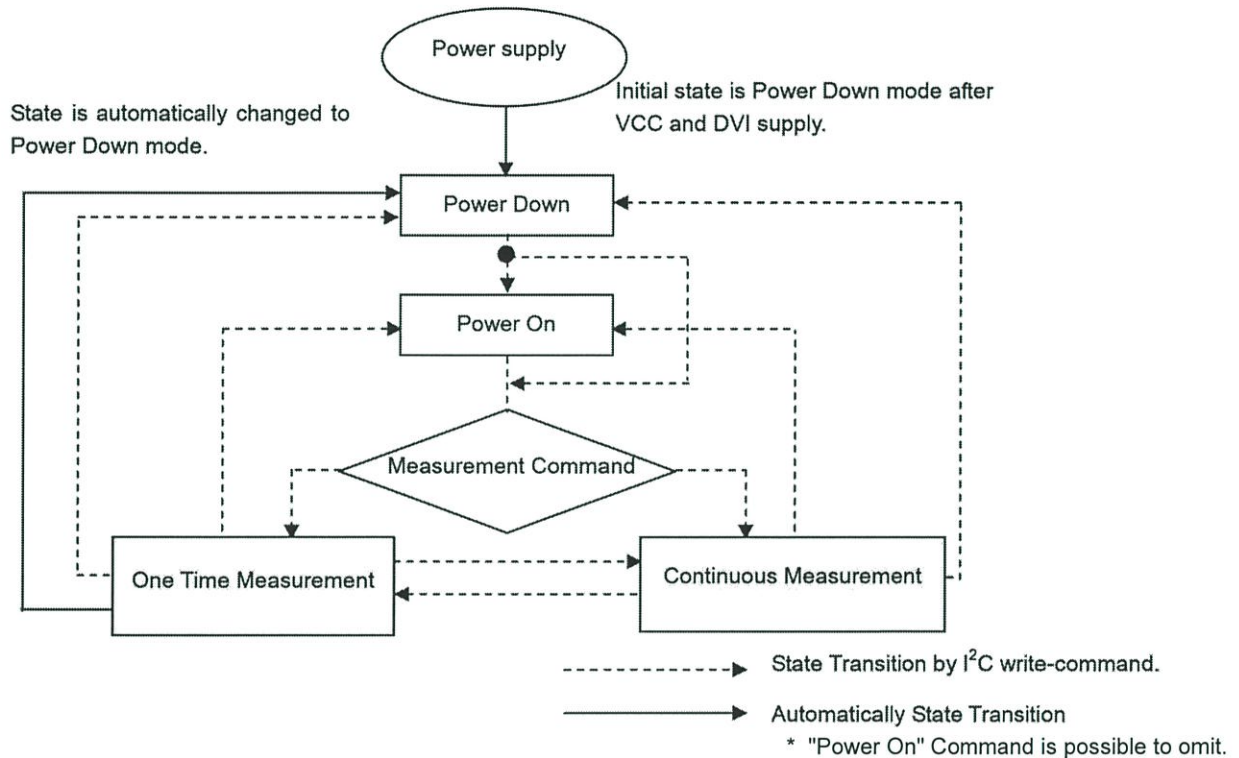 Power supply
Initial state is Power Down mode after
VCC and DVI supply.
State is automatically changed to
Power Down mode.
Power Down
Power On
Measurement Command
One Time Measurement
Continuous Measurement
State Transition by I²C write-command.
Automatically State Transition
* "Power On" Command is possible to omit.